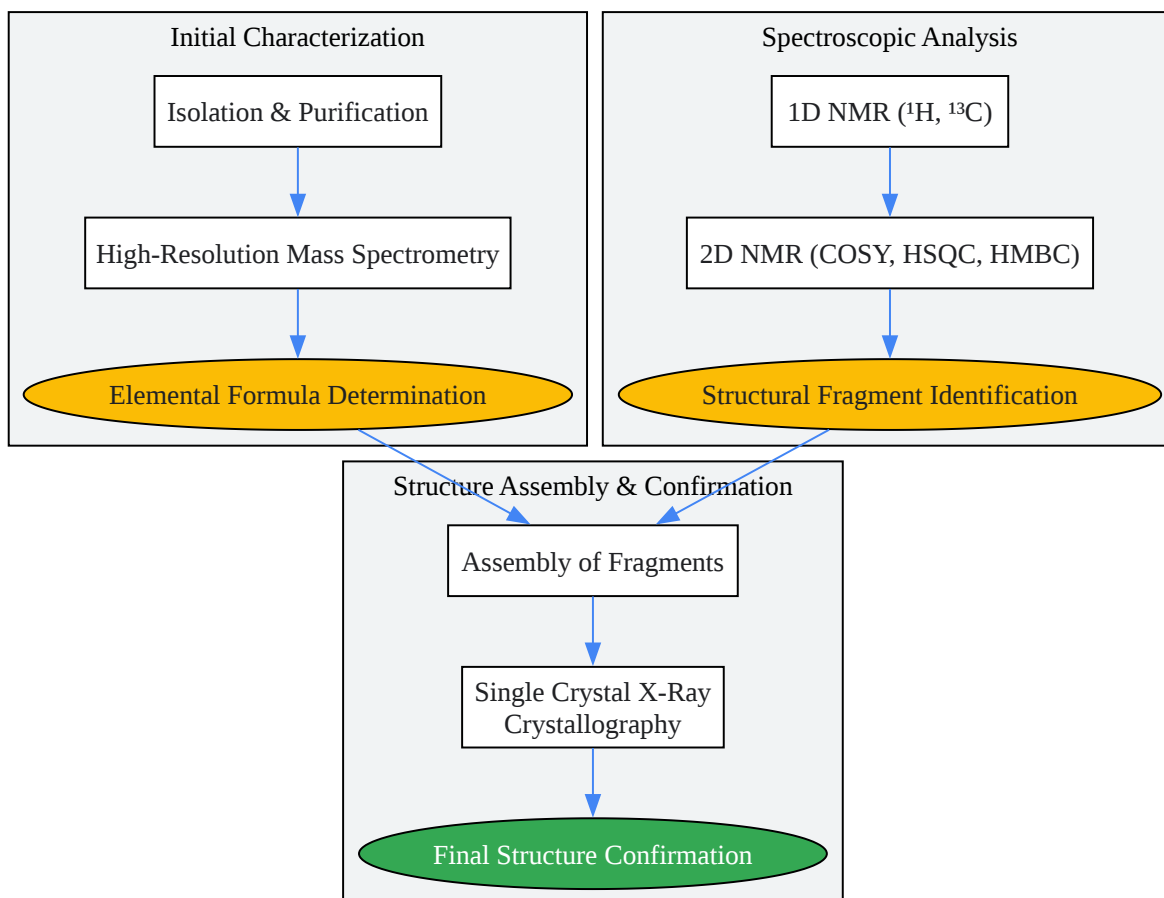 Initial Characterization
Isolation & Purification
High-Resolution Mass Spectrometry
Elemental Formula Determination
Spectroscopic Analysis
1D NMR (¹H, ¹³C)
2D NMR (COSY, HSQC, HMBC)
Structural Fragment Identification
Structure Assembly & Confirmation
Assembly of Fragments
Single Crystal X-Ray
Crystallography
Final Structure Confirmation